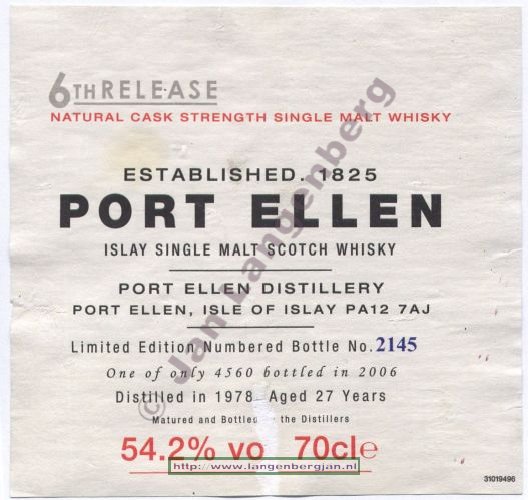 6TH RELEASE
NATURAL CASK STRENGTH SINGLE MALT WHISKY
ESTABLISHED. 1825
PORT ELLEN
ISLAY SINGLE MALT SCOTCH WHISKY
PORT ELLEN DISTILLERY
PORT ELLEN, ISLE OF ISLAY PA12 7AJ
Limited Edition Numbered Bottle No. 2145
One of only 4560 bottled in 2006
Distilled in 1978 Aged 27 Years
Matured and Bottled the Distillers
54.2% vo 70cl e
http://www.langenbergjan.nl
31019496
© Jan Langenberg